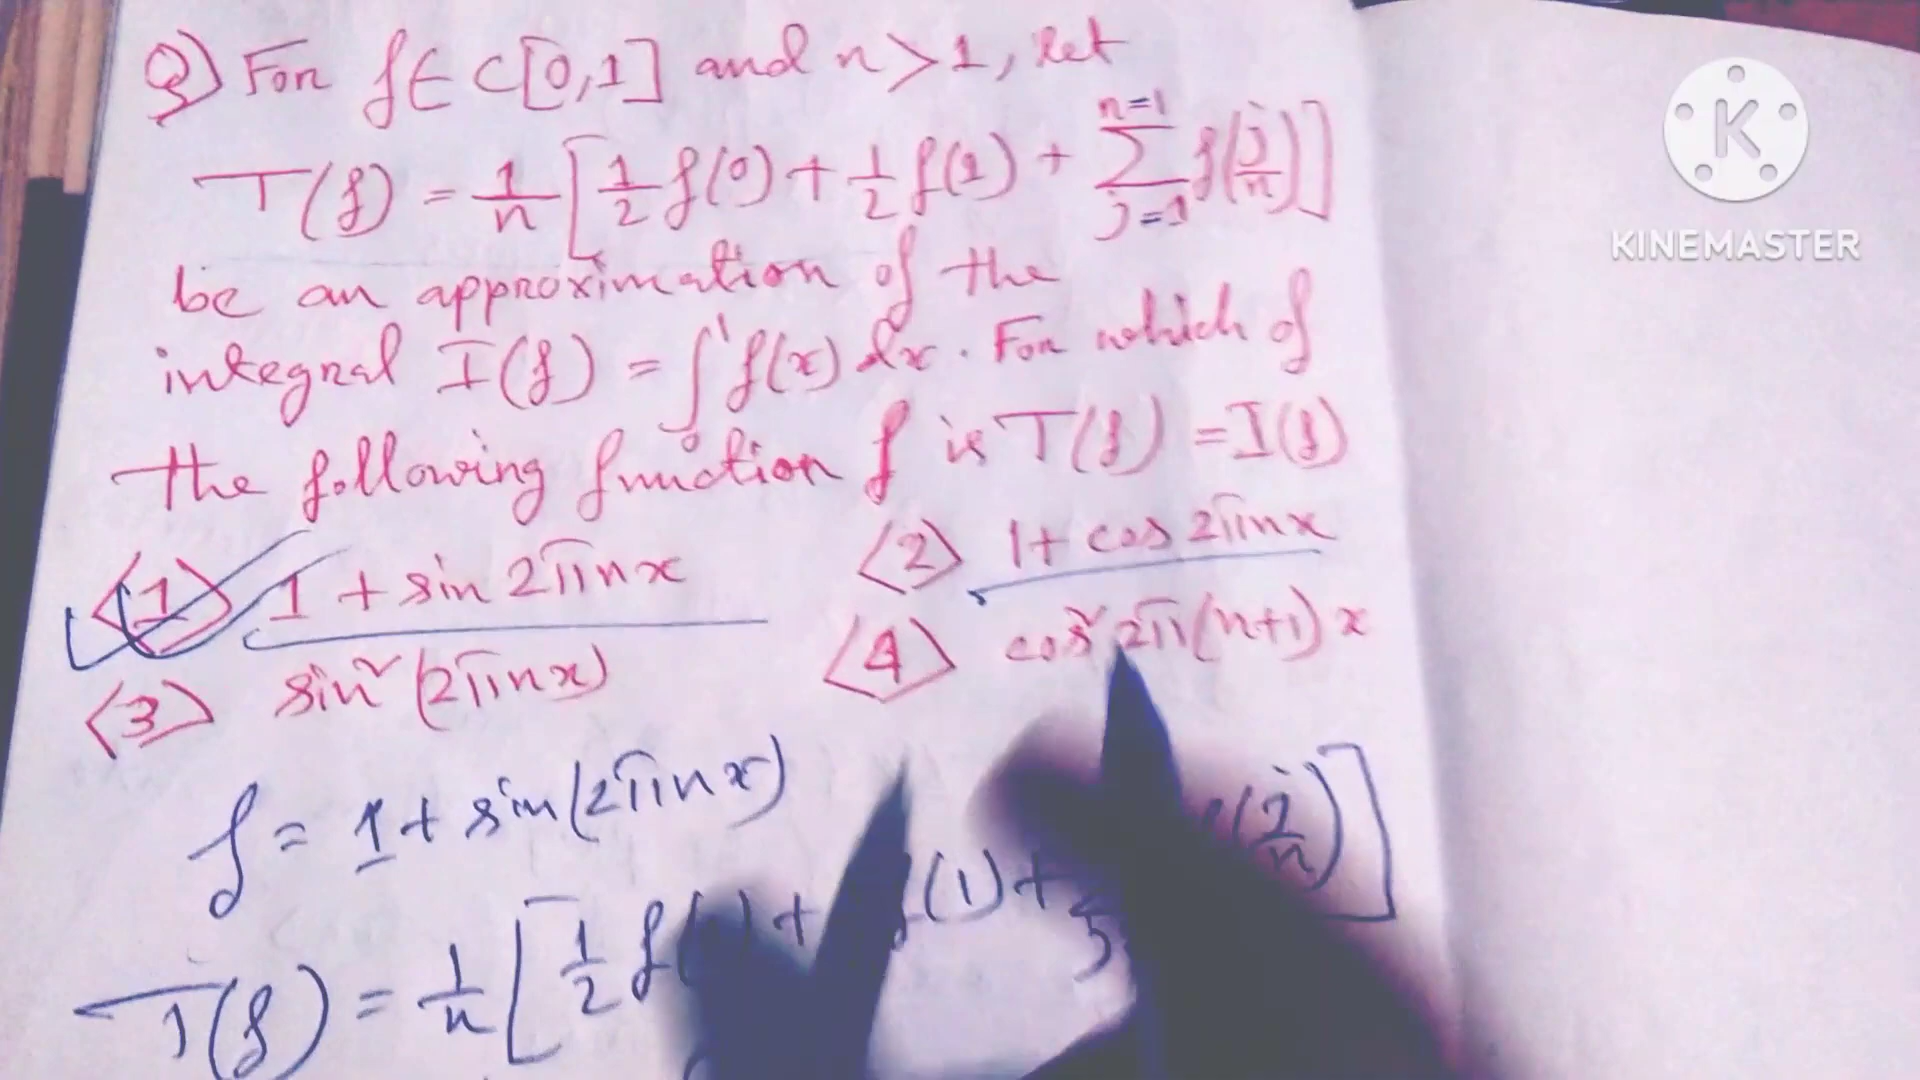 Q) For f∈ C[0,1] and n>1, let
T(f) = 1/n [1/2 f(0) + 1/2 f(1) + Σ_{j=1}^{n=1} f(j/n)]
be an approximation of the
integral I(f) = ∫_0^1 f(x) dx. For which of
the following function f is T(f) = I(f)
<1> 1 + sin 2πnx <2> 1 + cos 2πnx
<3> sin²(2πnx) <4> cos² 2π(n+1)x
f = 1 + sin(2πnx)
T(f) = 1/n [1/2 f( ) + (1) + (j/n)]
K
KINEMASTER